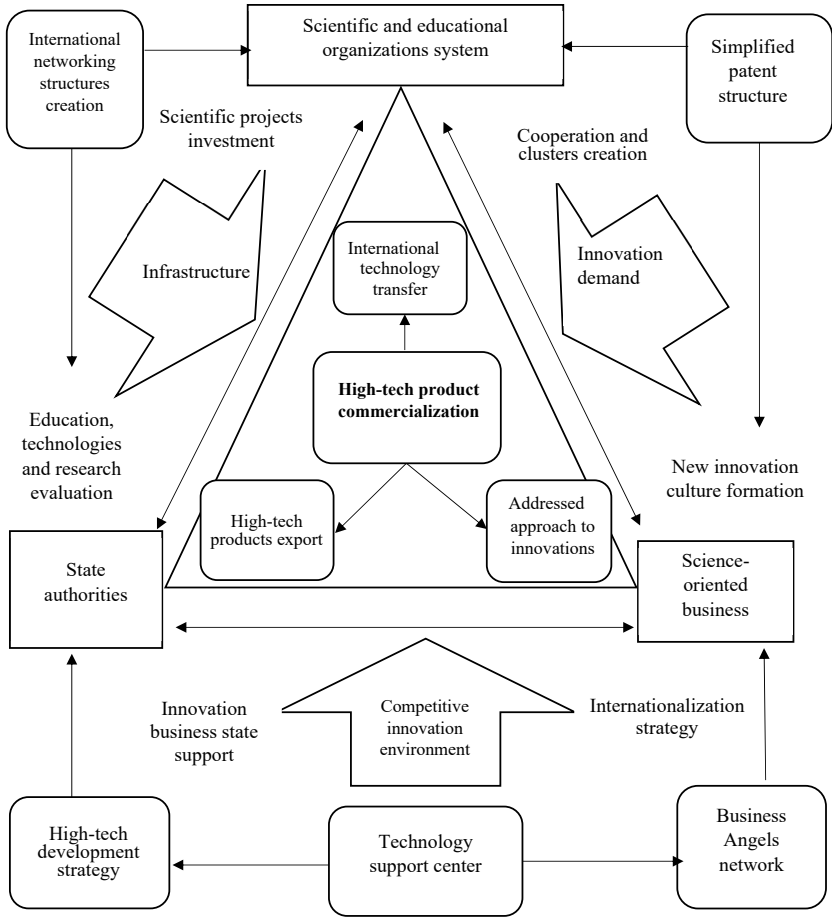 International
networking
structures
creation
Scientific and educational
organizations system
Simplified
patent
structure
Scientific projects
investment
Cooperation and
clusters creation
Infrastructure
International
technology
transfer
Innovation
demand
High-tech product
commercialization
Education,
technologies
and research
evaluation
New innovation
culture formation
High-tech
products export
Addressed
approach to
innovations
State
authorities
Science-
oriented
business
Innovation
business state
support
Competitive
innovation
environment
Internationalization
strategy
High-tech
development
strategy
Technology
support center
Business
Angels
network